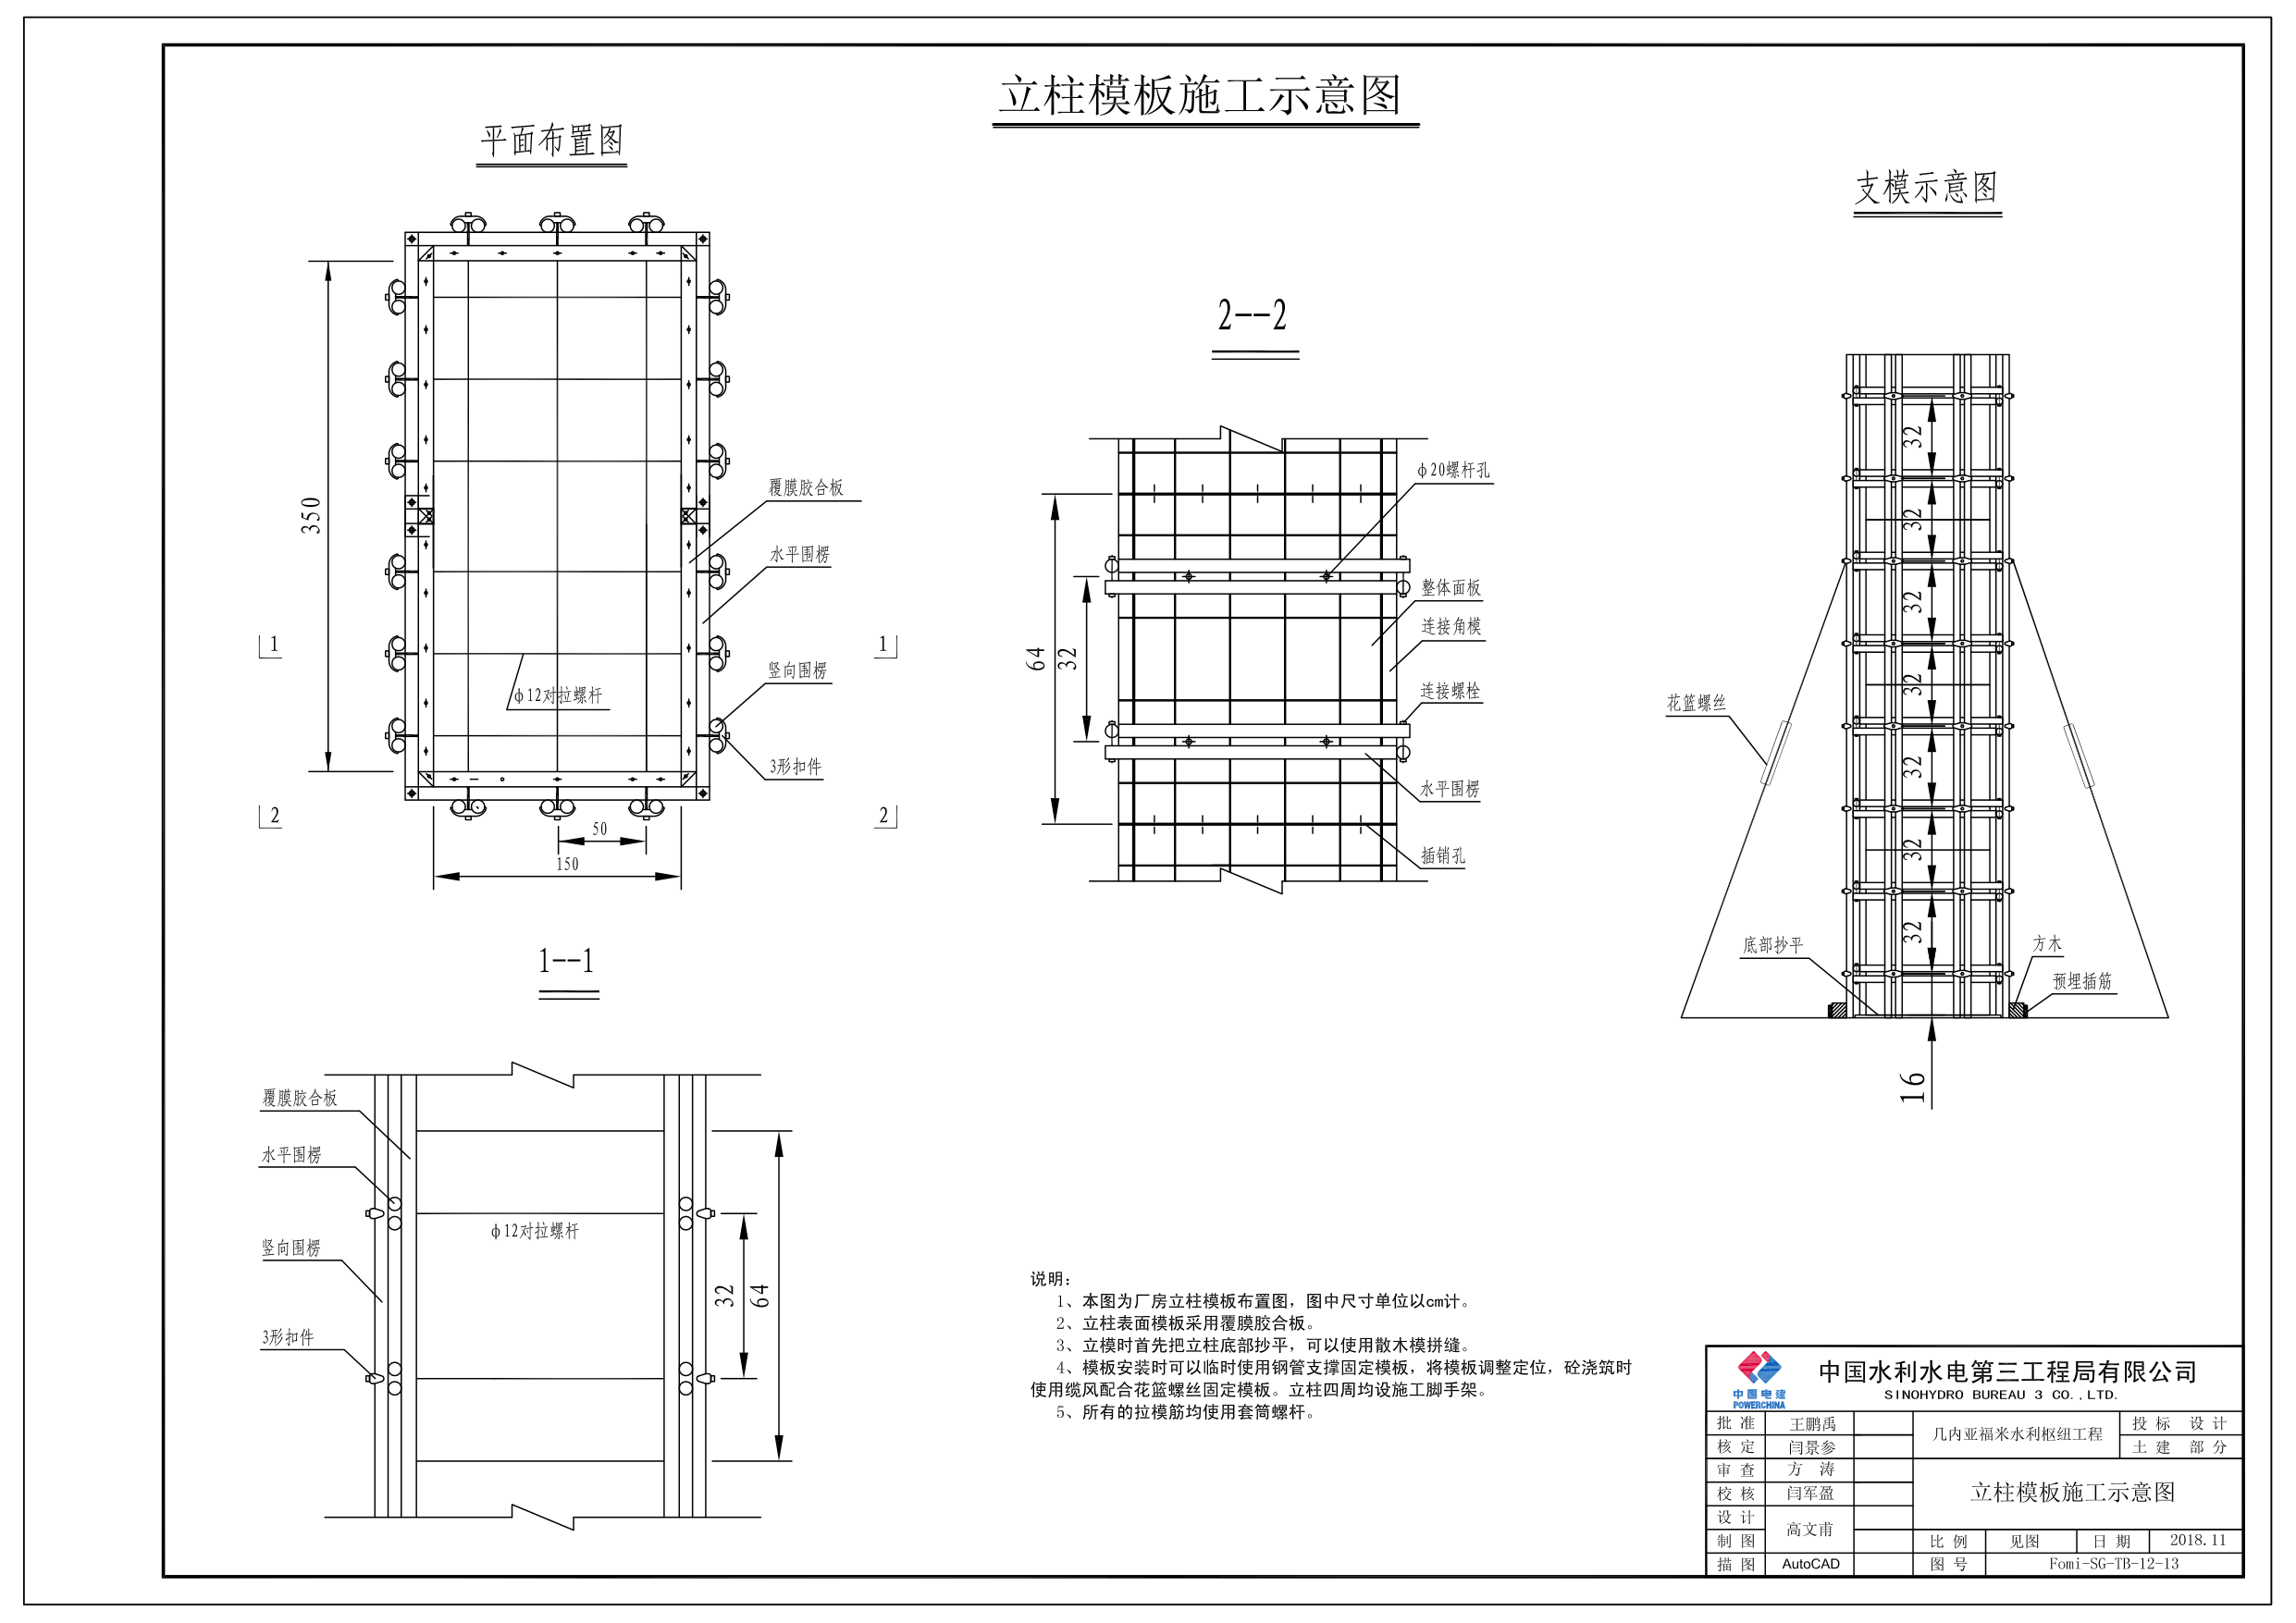 立柱模板施工示意图
平面布置图
350
覆膜胶合板
水平围楞
竖向围楞
3形扣件
φ12对拉螺杆
1
1
2
2
50
150
2--2
φ20螺杆孔
整体面板
连接角模
连接螺栓
水平围楞
插销孔
64
32
支模示意图
32
32
32
32
32
32
32
花篮螺丝
底部抄平
方木
预埋插筋
16
1--1
覆膜胶合板
水平围楞
竖向围楞
3形扣件
φ12对拉螺杆
32
64
说明:
1、本图为厂房立柱模板布置图，图中尺寸单位以cm计。
2、立柱表面模板采用覆膜胶合板。
3、立模时首先把立柱底部抄平，可以使用散木模拼缝。
4、模板安装时可以临时使用钢管支撑固定模板，将模板调整定位，砼浇筑时
使用缆风配合花篮螺丝固定模板。立柱四周均设施工脚手架。
5、所有的拉模筋均使用套筒螺杆。
中国电建
POWERCHINA
中国水利水电第三工程局有限公司
SINOHYDRO BUREAU 3 CO.,LTD.
批准 王鹏禹
核定 闫景参
审查 方 涛
校核 闫军盈
设计
制图 高文甫
描图 AutoCAD
几内亚福米水利枢纽工程
投标 设计
土建 部分
立柱模板施工示意图
比例 见图 日期 2018.11
图号 Fomi-SG-TB-12-13